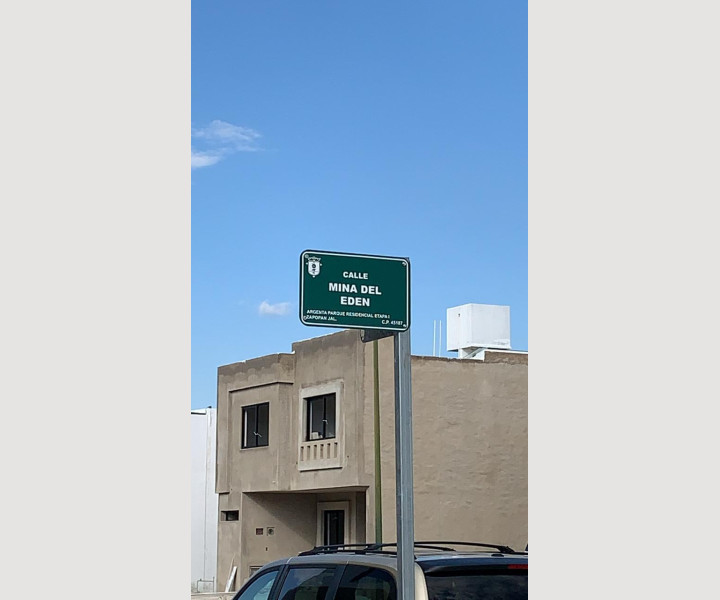 CALLE
MINA DEL
EDEN
ARGENTA PARQUE RESIDENCIAL ETAPA I
ZAPOPAN JAL. C.P. 45187